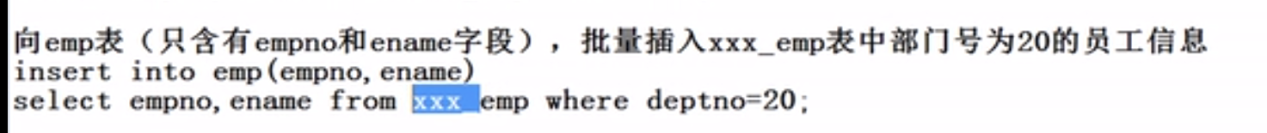 向emp表（只含有empno和ename字段），批量插入xxx_emp表中部门号为20的员工信息
insert into emp(empno,ename)
select empno,ename from xxx_emp where deptno=20;